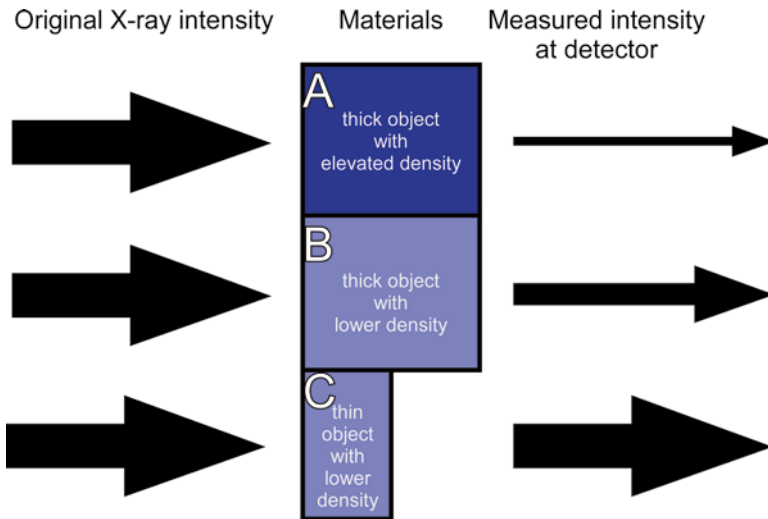 Original X-ray intensity
Materials
Measured intensity
at detector
A
thick object
with
elevated density
B
thick object
with
lower density
C
thin
object
with
lower
density